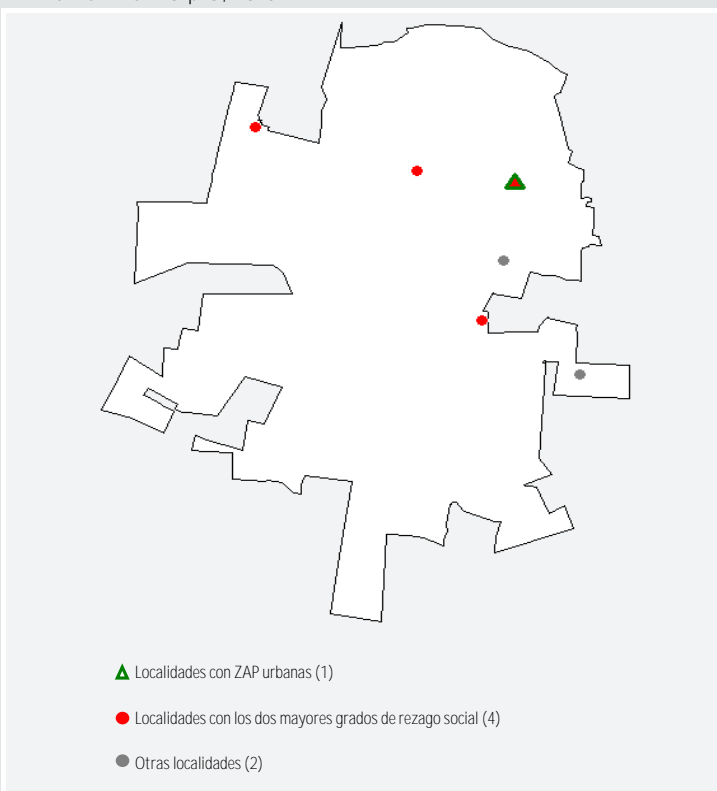 Localidades con ZAP urbanas (1)
Localidades con los dos mayores grados de rezago social (4)
Otras localidades (2)